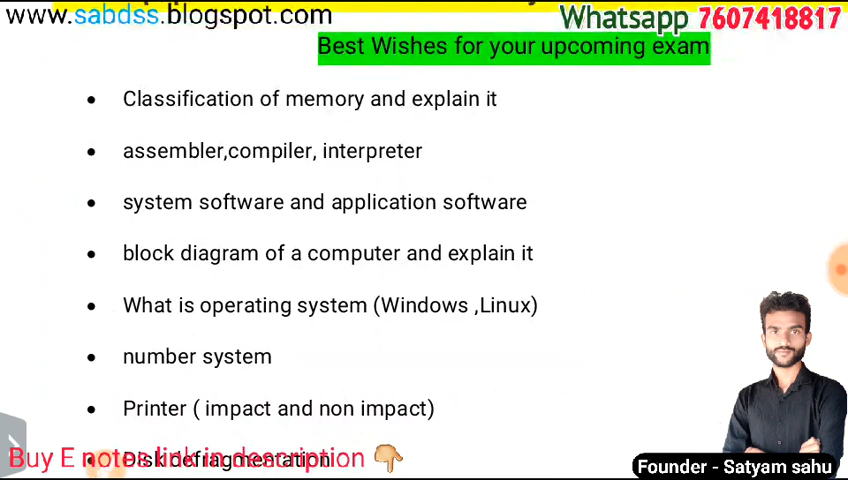 www.sabdss.blogspot.com
Whatsapp 7607418817
Best Wishes for your upcoming exam
• Classification of memory and explain it
• assembler,compiler, interpreter
• system software and application software
• block diagram of a computer and explain it
• What is operating system (Windows ,Linux)
• number system
• Printer ( impact and non impact)
• Disk defragmentation
Buy E notes link in description 👇
Founder - Satyam sahu